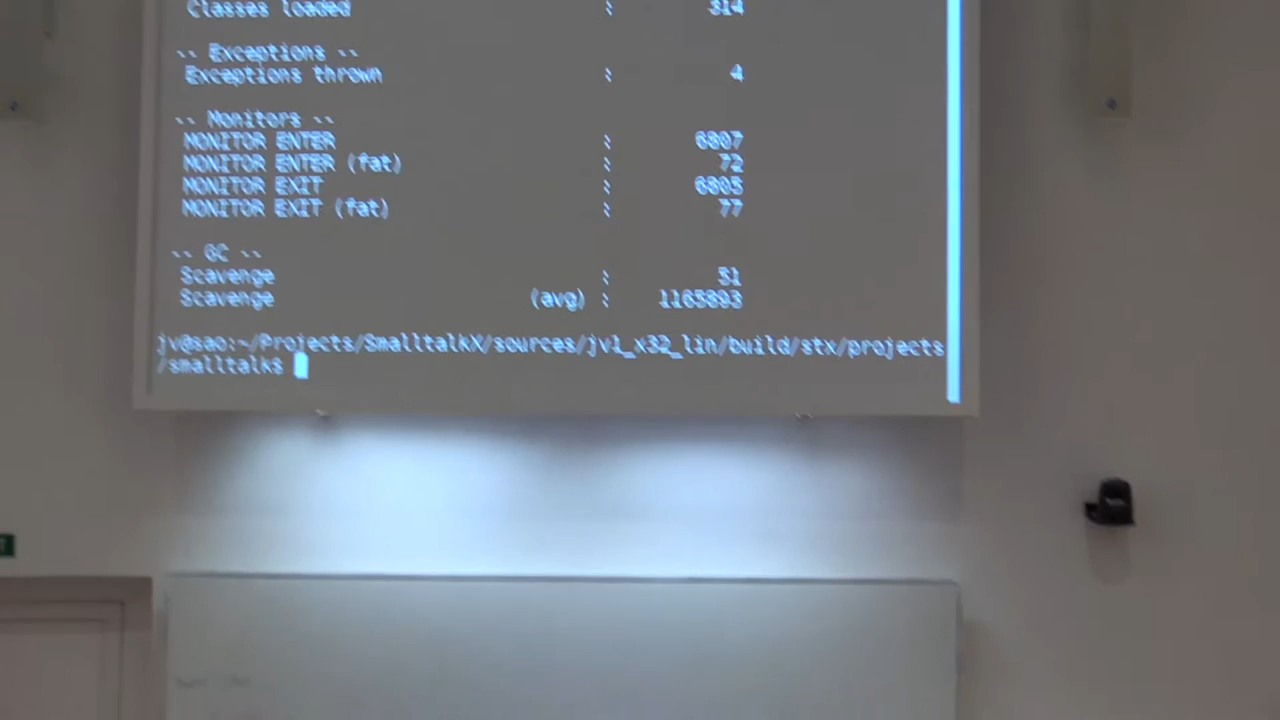 Classes loaded : 314
-- Exceptions --
Exceptions thrown : 4
-- Monitors --
MONITOR ENTER : 6807
MONITOR ENTER (fat) : 72
MONITOR EXIT : 6805
MONITOR EXIT (fat) : 77
-- GC --
Scavenge : 51
Scavenge (avg) : 1165893
jv@sao:~/Projects/SmalltalkX/sources/jv1_x32_lin/build/stx/projects
/smalltalk$